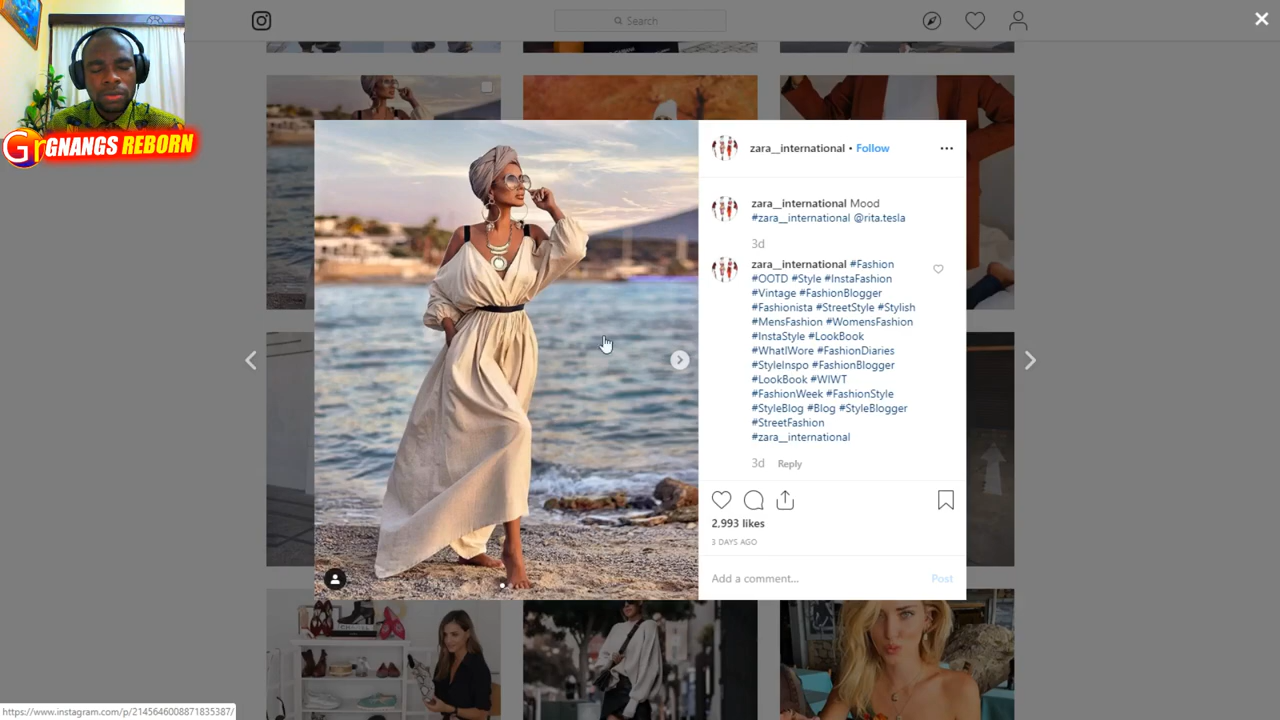 Search
GNANGS REBORN
zara__international • Follow
zara__international Mood
#zara__international @rita.tesla
3d
zara__international #Fashion
#OOTD #Style #InstaFashion
#Vintage #FashionBlogger
#Fashionista #StreetStyle #Stylish
#MensFashion #WomensFashion
#InstaStyle #LookBook
#WhatIWore #FashionDiaries
#StyleInspo #FashionBlogger
#LookBook #WIWT
#FashionWeek #FashionStyle
#StyleBlog #Blog #StyleBlogger
#StreetFashion
#zara__international
3d Reply
2,993 likes
3 DAYS AGO
Add a comment... Post
https://www.instagram.com/p/2145646008871835387/